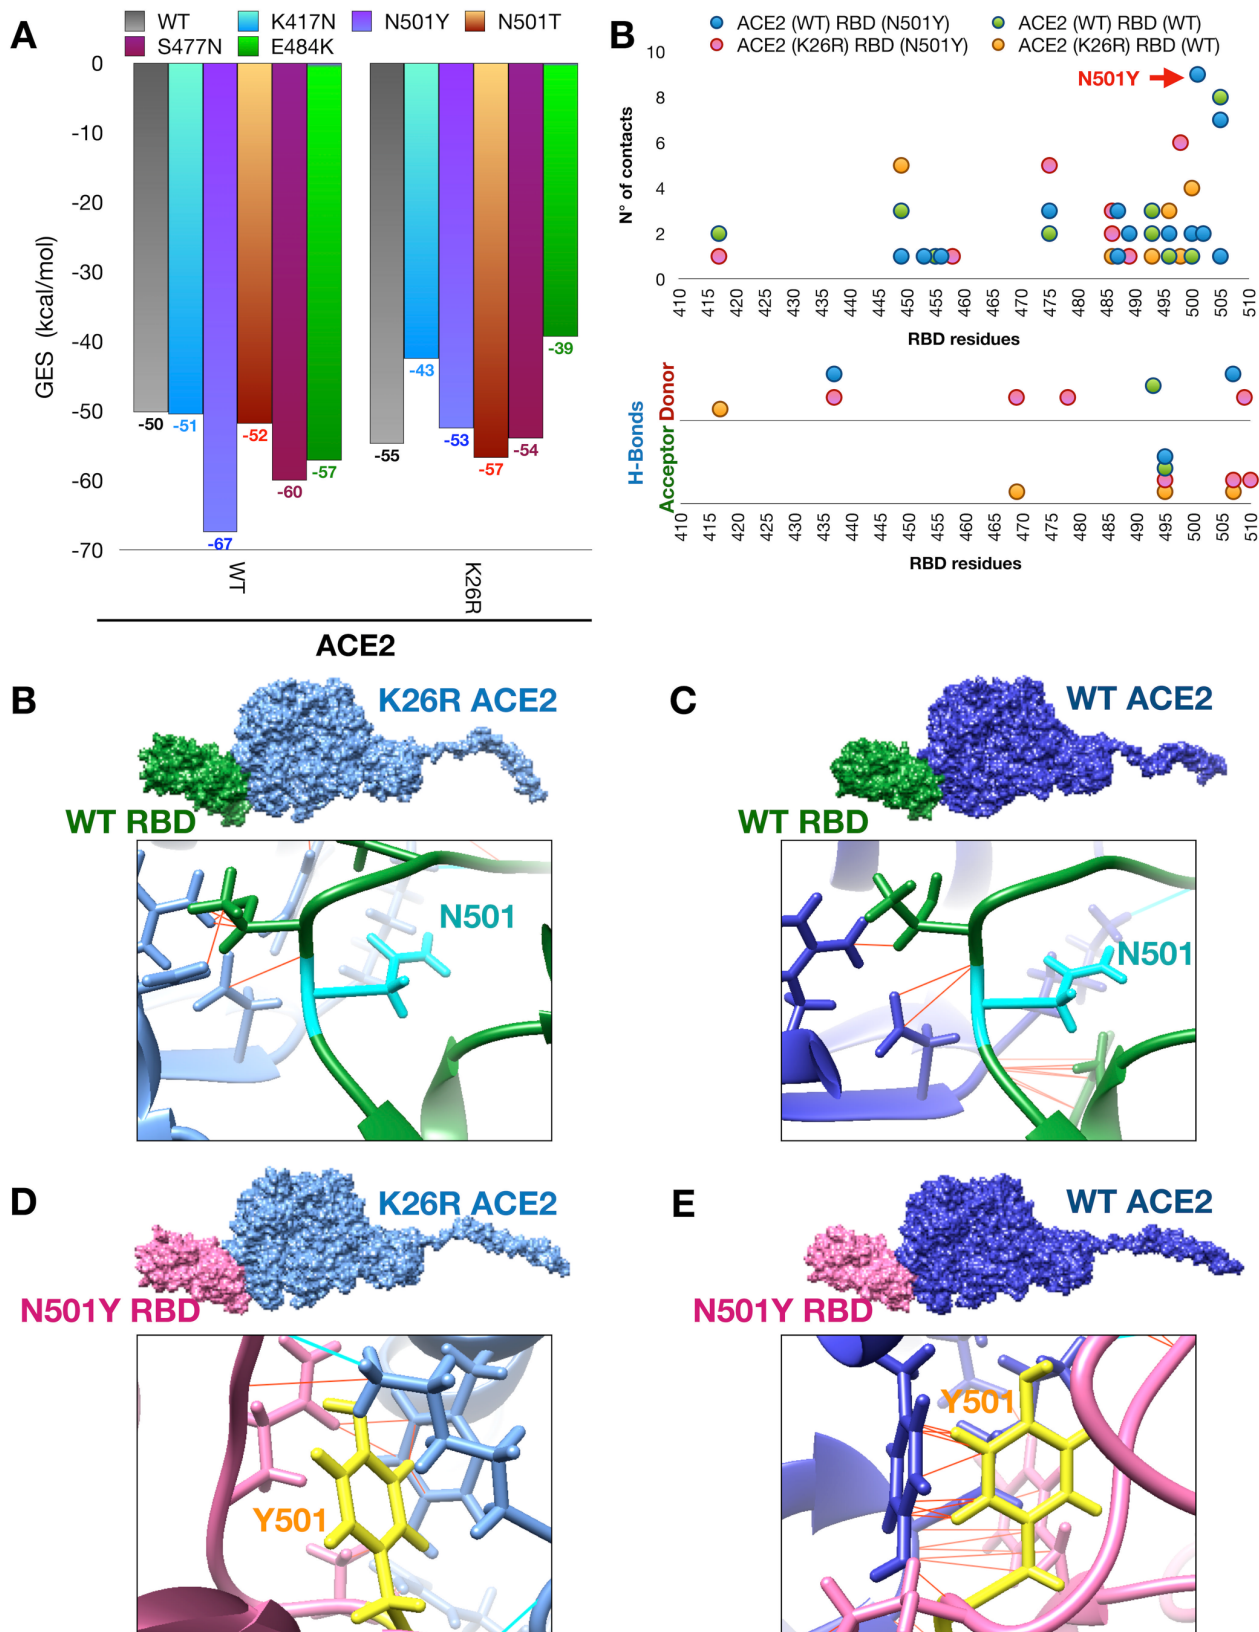 A
WT
K417N
N501Y
N501T
S477N
E484K
0
-10
-20
-30
-40
-50
-60
-70
GES (kcal/mol)
-50
-51
-67
-52
-60
-57
-55
-43
-53
-57
-54
-39
WT
K26R
ACE2
B
ACE2 (WT) RBD (N501Y)
ACE2 (WT) RBD (WT)
ACE2 (K26R) RBD (N501Y)
ACE2 (K26R) RBD (WT)
N501Y
10
8
6
4
2
0
N° of contacts
410 415 420 425 430 435 440 445 450 455 460 465 470 475 480 485 490 495 500 505 510
RBD residues
H-Bonds
Donor
Acceptor
410 415 420 425 430 435 440 445 450 455 460 465 470 475 480 485 490 495 500 505 510
RBD residues
B
K26R ACE2
WT RBD
N501
C
WT ACE2
WT RBD
N501
D
K26R ACE2
N501Y RBD
Y501
E
WT ACE2
N501Y RBD
Y501